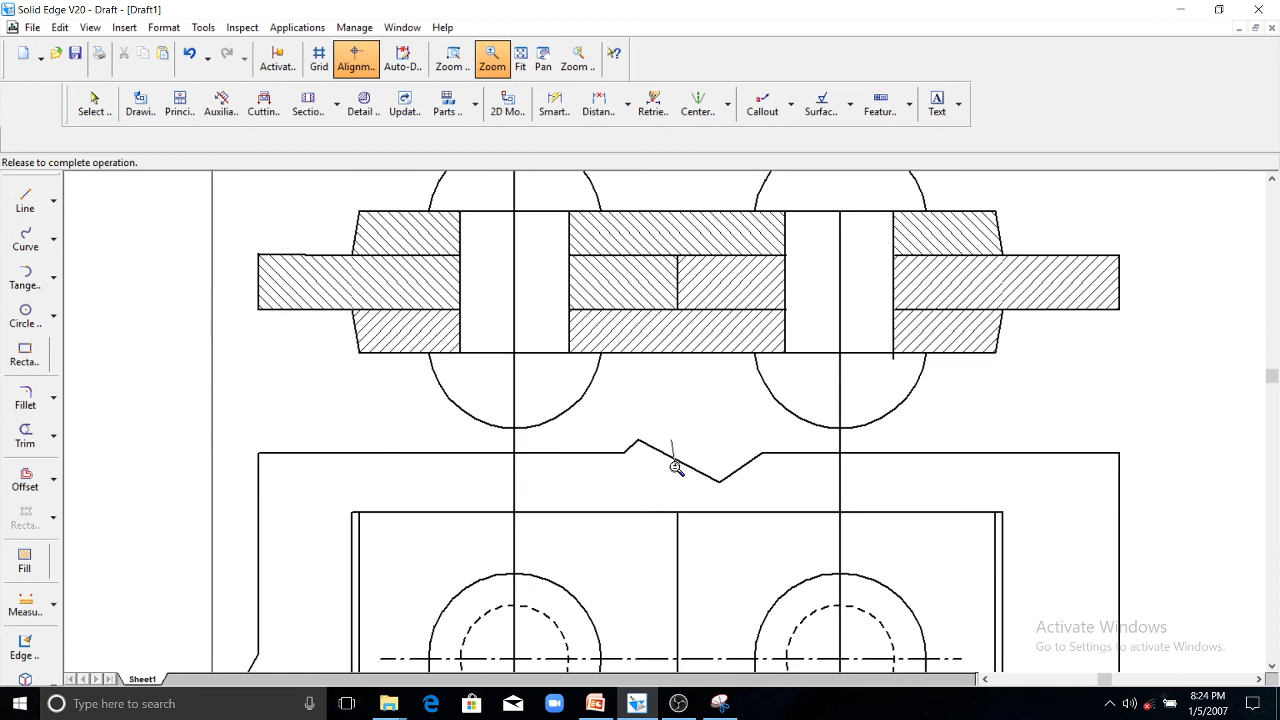 Solid Edge V20 - Draft - [Draft1]
File Edit View Insert Format Tools Inspect Applications Manage Window Help
Activat.. Grid Alignm.. Auto-D.. Zoom .. Zoom Fit Pan Zoom ..
Select .. Drawi.. Princi.. Auxilia.. Cuttin.. Sectio.. Detail .. Updat.. Parts .. 2D Mo.. Smart.. Distan.. Retrie.. Center.. Callout Surfac.. Featur.. Text
Release to complete operation.
Line
Curve
Tange..
Circle ..
Recta..
Fillet
Trim
Offset
Recta..
Fill
Measu..
Edge ..
Activate Windows
Go to Settings to activate Windows.
Sheet1
Type here to search
8:24 PM
1/5/2007